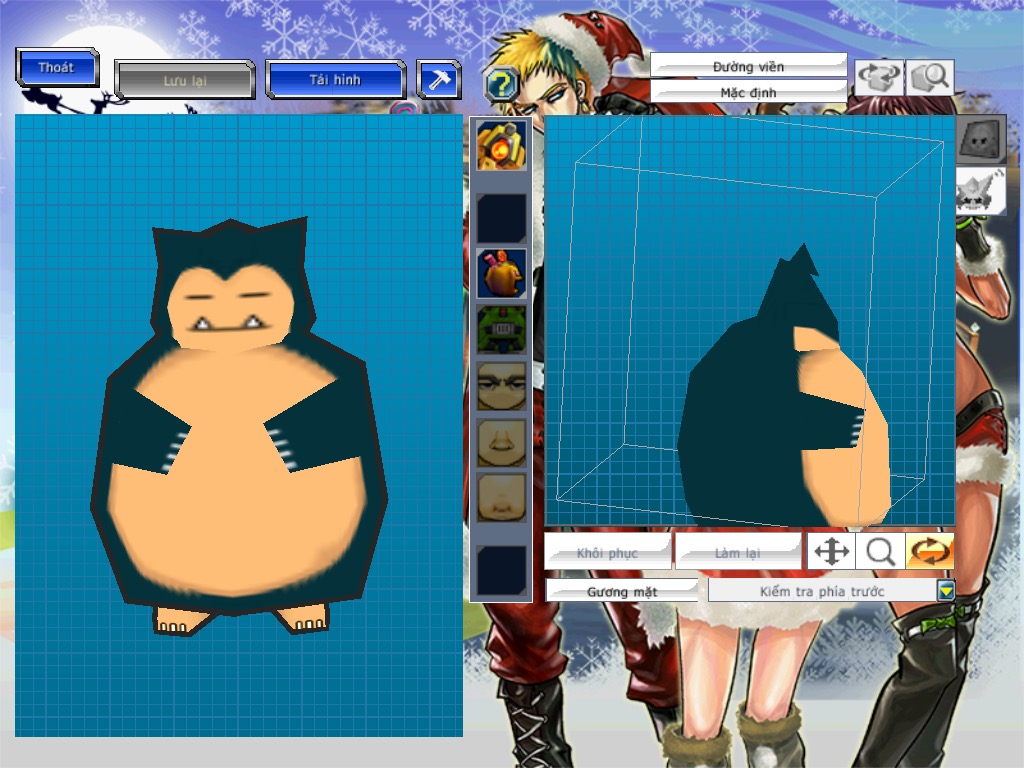 Thoát
Lưu lại
Tải hình
?
Đường viền
Mặc định
Khôi phục
Làm lại
Gương mặt
Kiểm tra phía trước